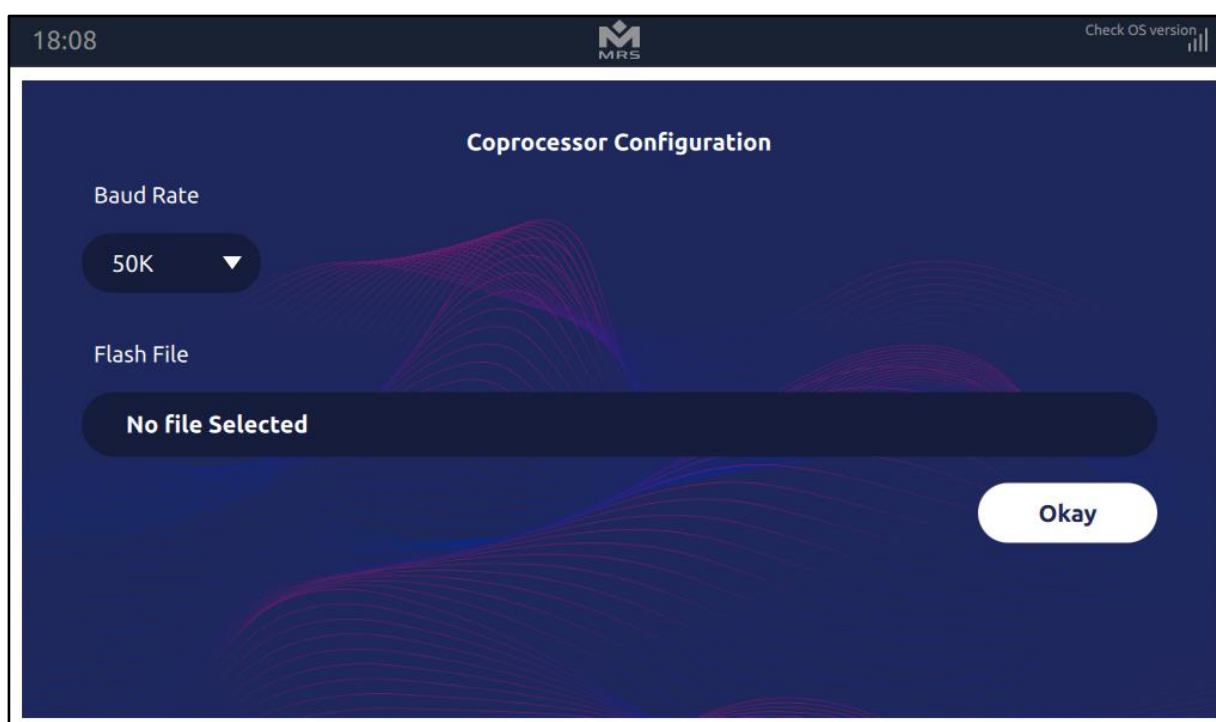 18:08
MRS
Check OS version
Coprocessor Configuration
Baud Rate
50K
Flash File
No file Selected
Okay